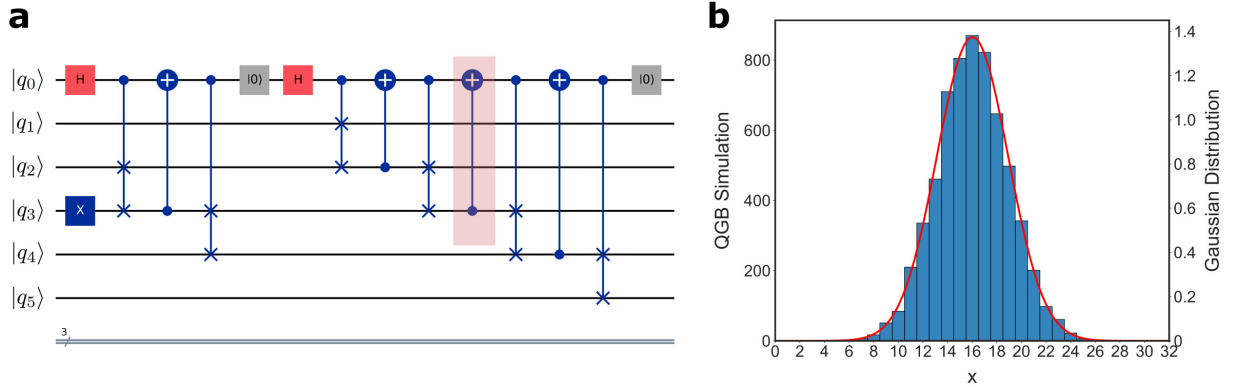 a
|q₀⟩ H |0⟩ H |0⟩
|q₁⟩
|q₂⟩
|q₃⟩ X
|q₄⟩
|q₅⟩
3
b
QGB Simulation
800
600
400
200
0
Gaussian Distribution
1.4
1.2
1.0
0.8
0.6
0.4
0.2
0
0 2 4 6 8 10 12 14 16 18 20 22 24 26 28 30 32
x